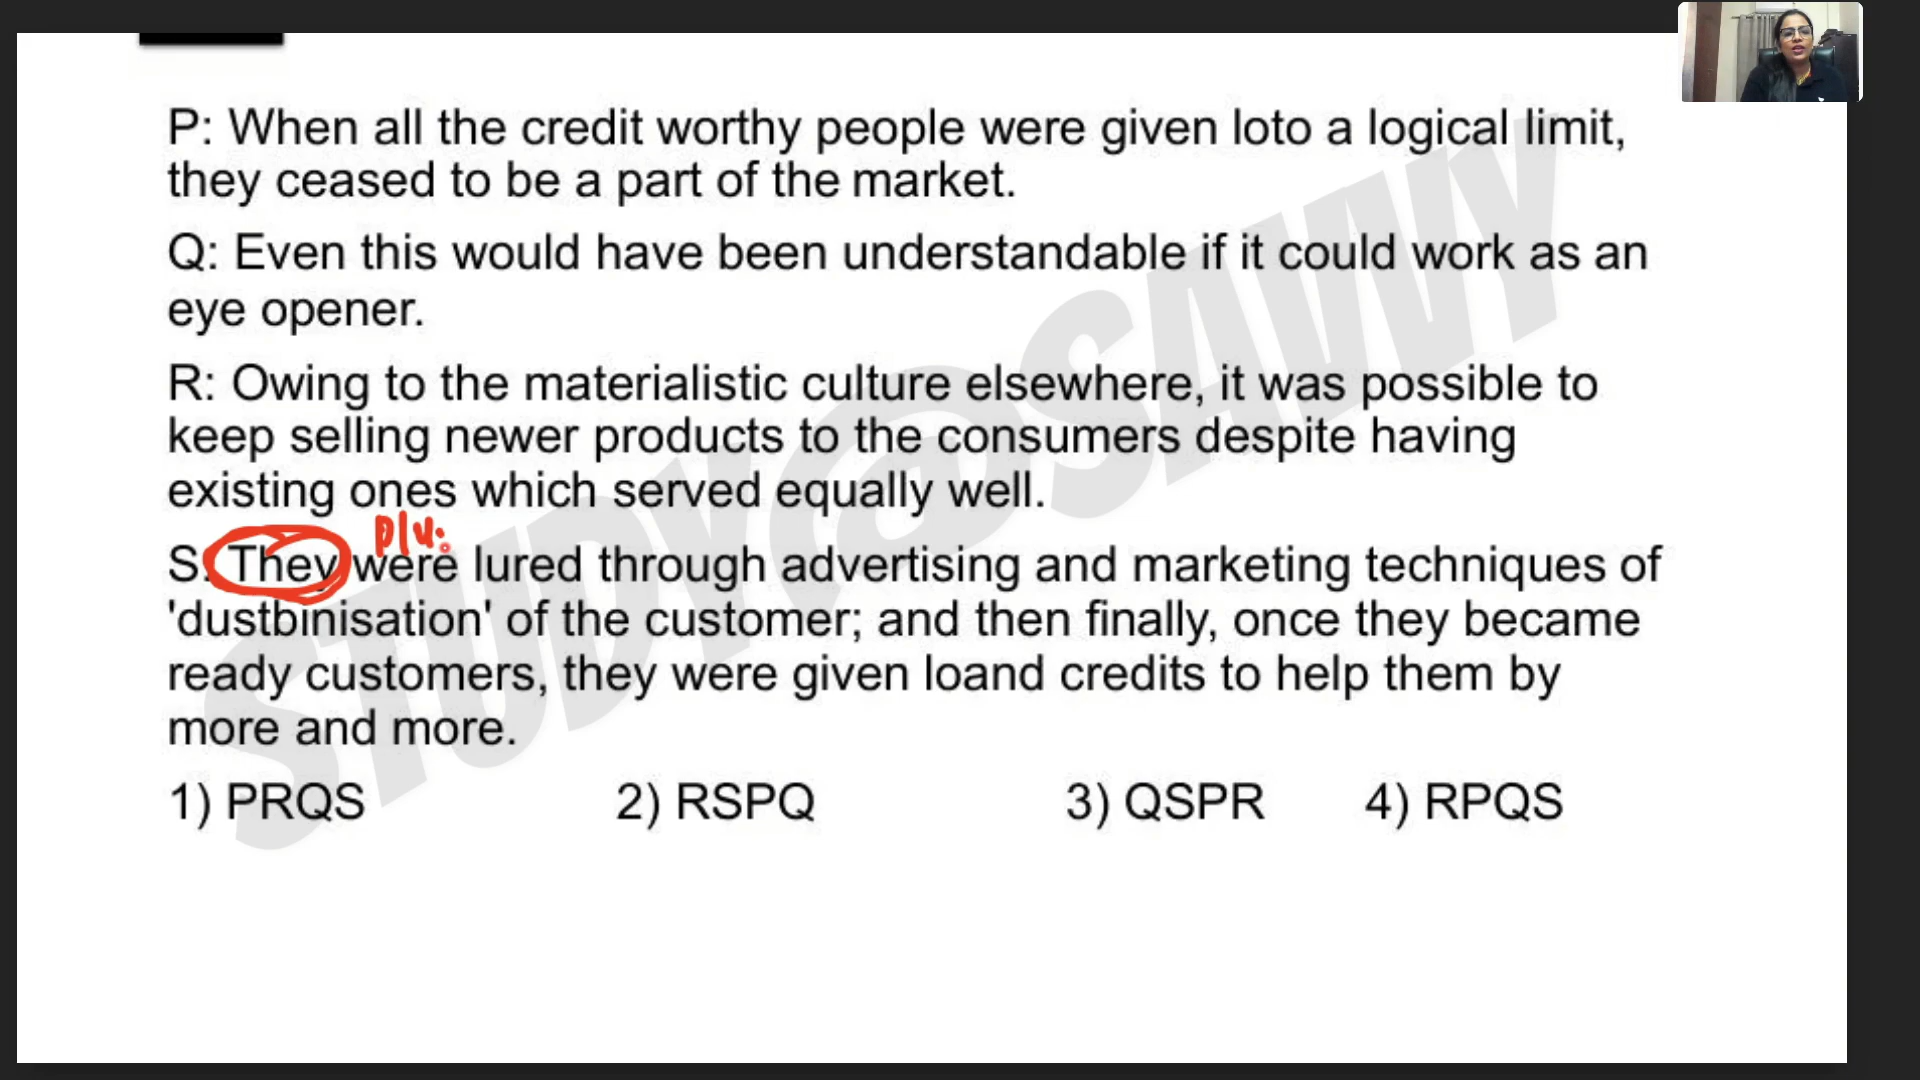 P: When all the credit worthy people were given loto a logical limit,
they ceased to be a part of the market.
Q: Even this would have been understandable if it could work as an
eye opener.
R: Owing to the materialistic culture elsewhere, it was possible to
keep selling newer products to the consumers despite having
existing ones which served equally well.
plu.
S: They were lured through advertising and marketing techniques of
'dustbinisation' of the customer; and then finally, once they became
ready customers, they were given loand credits to help them by
more and more.
1) PRQS 2) RSPQ 3) QSPR 4) RPQS
STUDY@SAVVY